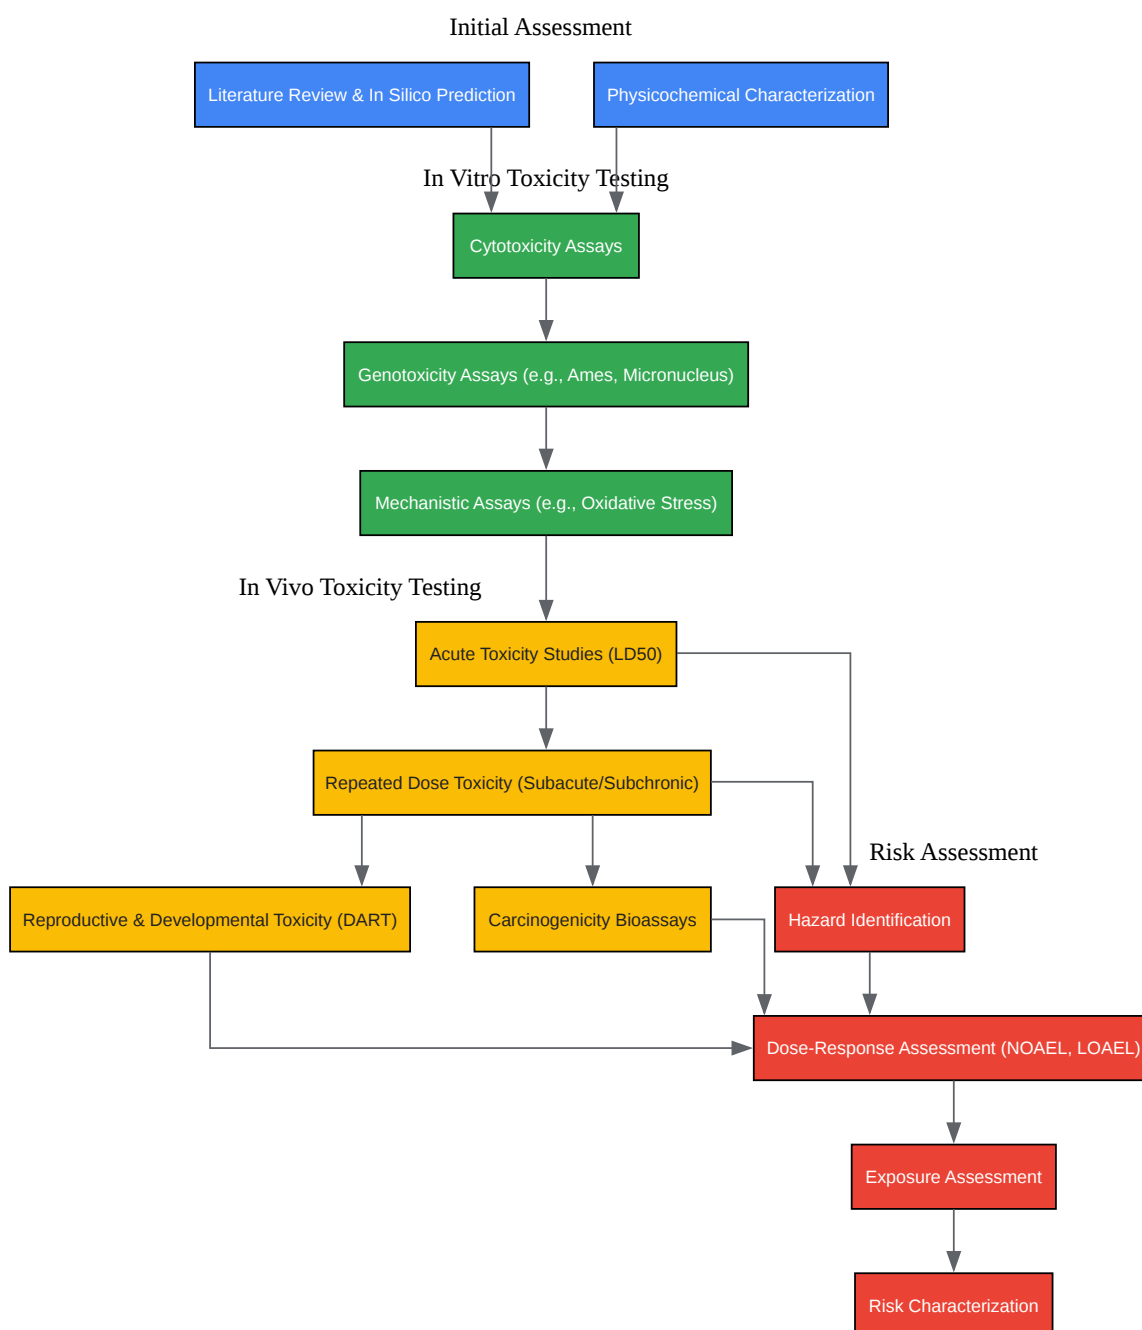 Initial Assessment
Literature Review & In Silico Prediction
Physicochemical Characterization
In Vitro Toxicity Testing
Cytotoxicity Assays
Genotoxicity Assays (e.g., Ames, Micronucleus)
Mechanistic Assays (e.g., Oxidative Stress)
In Vivo Toxicity Testing
Acute Toxicity Studies (LD50)
Repeated Dose Toxicity (Subacute/Subchronic)
Risk Assessment
Reproductive & Developmental Toxicity (DART)
Carcinogenicity Bioassays
Hazard Identification
Dose-Response Assessment (NOAEL, LOAEL)
Exposure Assessment
Risk Characterization